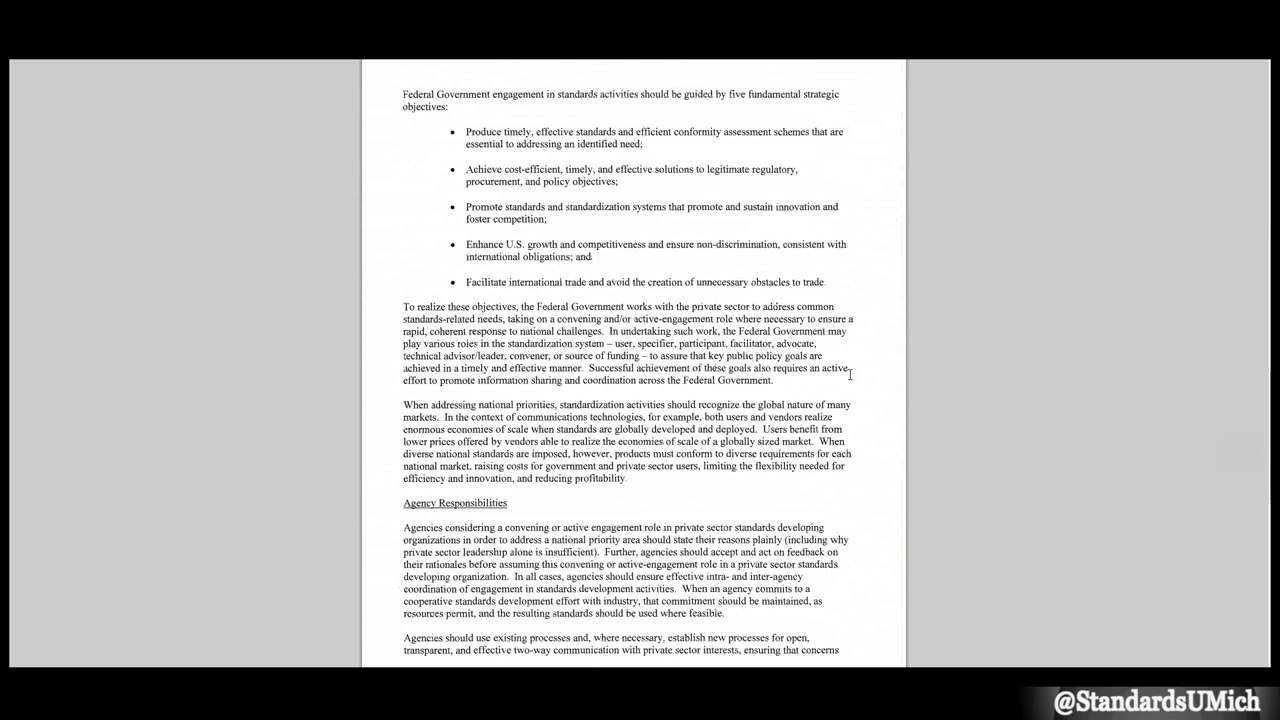 Federal Government engagement in standards activities should be guided by five fundamental strategic
objectives:
• Produce timely, effective standards and efficient conformity assessment schemes that are
essential to addressing an identified need;
• Achieve cost-efficient, timely, and effective solutions to legitimate regulatory,
procurement, and policy objectives;
• Promote standards and standardization systems that promote and sustain innovation and
foster competition;
• Enhance U.S. growth and competitiveness and ensure non-discrimination, consistent with
international obligations; and
• Facilitate international trade and avoid the creation of unnecessary obstacles to trade.
To realize these objectives, the Federal Government works with the private sector to address common
standards-related needs, taking on a convening and/or active-engagement role where necessary to ensure a
rapid, coherent response to national challenges. In undertaking such work, the Federal Government may
play various roles in the standardization system – user, specifier, participant, facilitator, advocate,
technical advisor/leader, convener, or source of funding – to assure that key public policy goals are
achieved in a timely and effective manner. Successful achievement of these goals also requires an active
effort to promote information sharing and coordination across the Federal Government.
When addressing national priorities, standardization activities should recognize the global nature of many
markets. In the context of communications technologies, for example, both users and vendors realize
enormous economies of scale when standards are globally developed and deployed. Users benefit from
lower prices offered by vendors able to realize the economies of scale of a globally sized market. When
diverse national standards are imposed, however, products must conform to diverse requirements for each
national market, raising costs for government and private sector users, limiting the flexibility needed for
efficiency and innovation, and reducing profitability.
Agency Responsibilities
Agencies considering a convening or active engagement role in private sector standards developing
organizations in order to address a national priority area should state their reasons plainly (including why
private sector leadership alone is insufficient). Further, agencies should accept and act on feedback on
their rationales before assuming this convening or active-engagement role in a private sector standards
developing organization. In all cases, agencies should ensure effective intra- and inter-agency
coordination of engagement in standards development activities. When an agency commits to a
cooperative standards development effort with industry, that commitment should be maintained, as
resources permit, and the resulting standards should be used where feasible.
Agencies should use existing processes and, where necessary, establish new processes for open,
transparent, and effective two-way communication with private sector interests, ensuring that concerns
@StandardsUMich